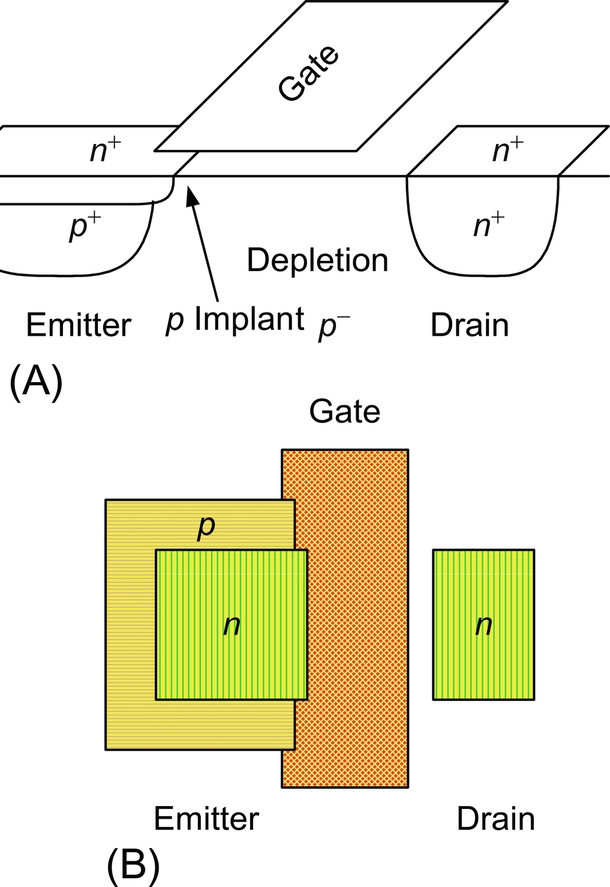 Gate
n+ n+
p+ n+
Depletion
Emitter p Implant p− Drain
(A)
Gate
p
n n
Emitter Drain
(B)